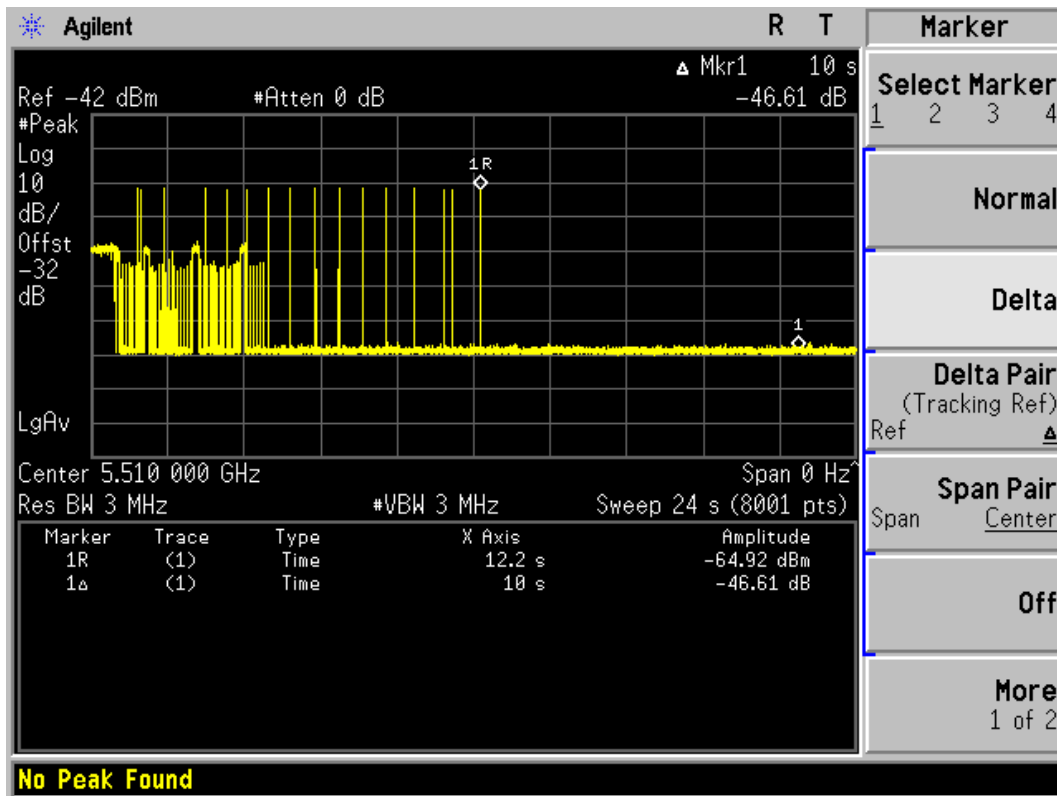 Agilent R T Marker
Δ Mkr1 10 s
Ref -42 dBm #Atten 0 dB -46.61 dB
#Peak
Log
10
dB/
Offst
-32
dB
1R
1
LgAv
Center 5.510 000 GHz Span 0 Hz^
Res BW 3 MHz #VBW 3 MHz Sweep 24 s (8001 pts)
Marker Trace Type X Axis Amplitude
1R (1) Time 12.2 s -64.92 dBm
1Δ (1) Time 10 s -46.61 dB
No Peak Found
Select Marker
1 2 3 4
Normal
Delta
Delta Pair
(Tracking Ref)
Ref Δ
Span Pair
Span Center
Off
More
1 of 2